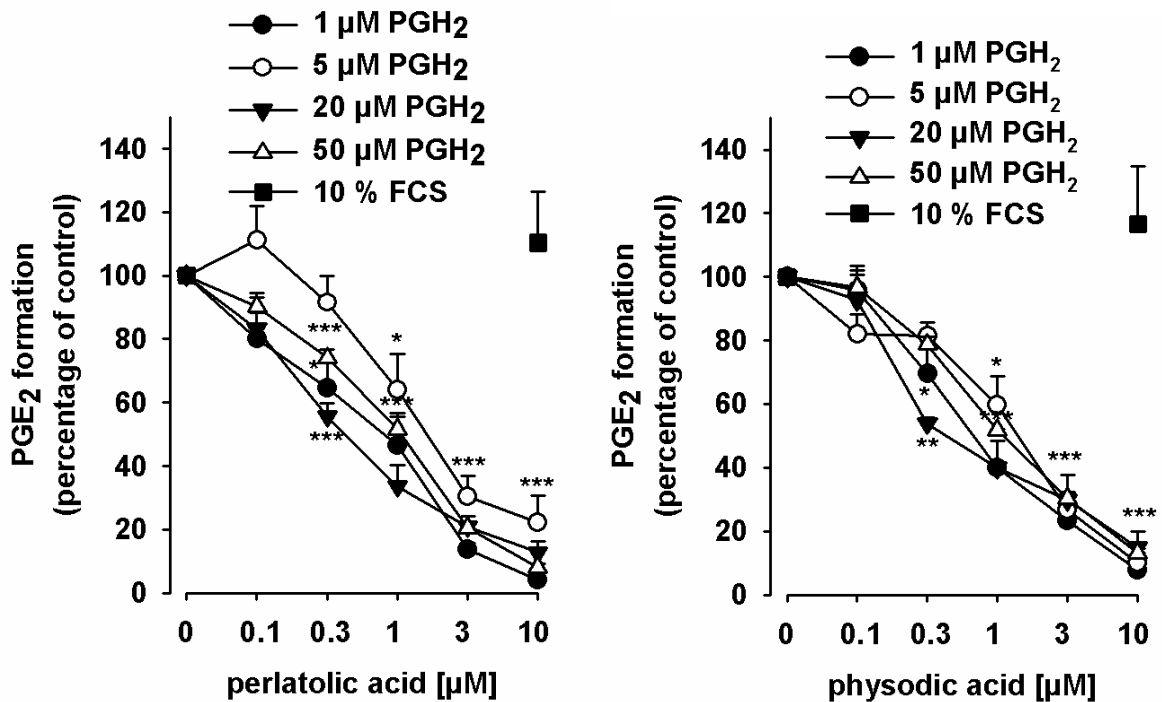 1 µM PGH2
5 µM PGH2
20 µM PGH2
50 µM PGH2
10 % FCS
PGE2 formation
(percentage of control)
140
120
100
80
60
40
20
0
***
*
*
***
***
***
***
0 0.1 0.3 1 3 10
perlatolic acid [µM]
1 µM PGH2
5 µM PGH2
20 µM PGH2
50 µM PGH2
10 % FCS
PGE2 formation
(percentage of control)
140
120
100
80
60
40
20
0
*
*
***
**
***
***
0 0.1 0.3 1 3 10
physodic acid [µM]